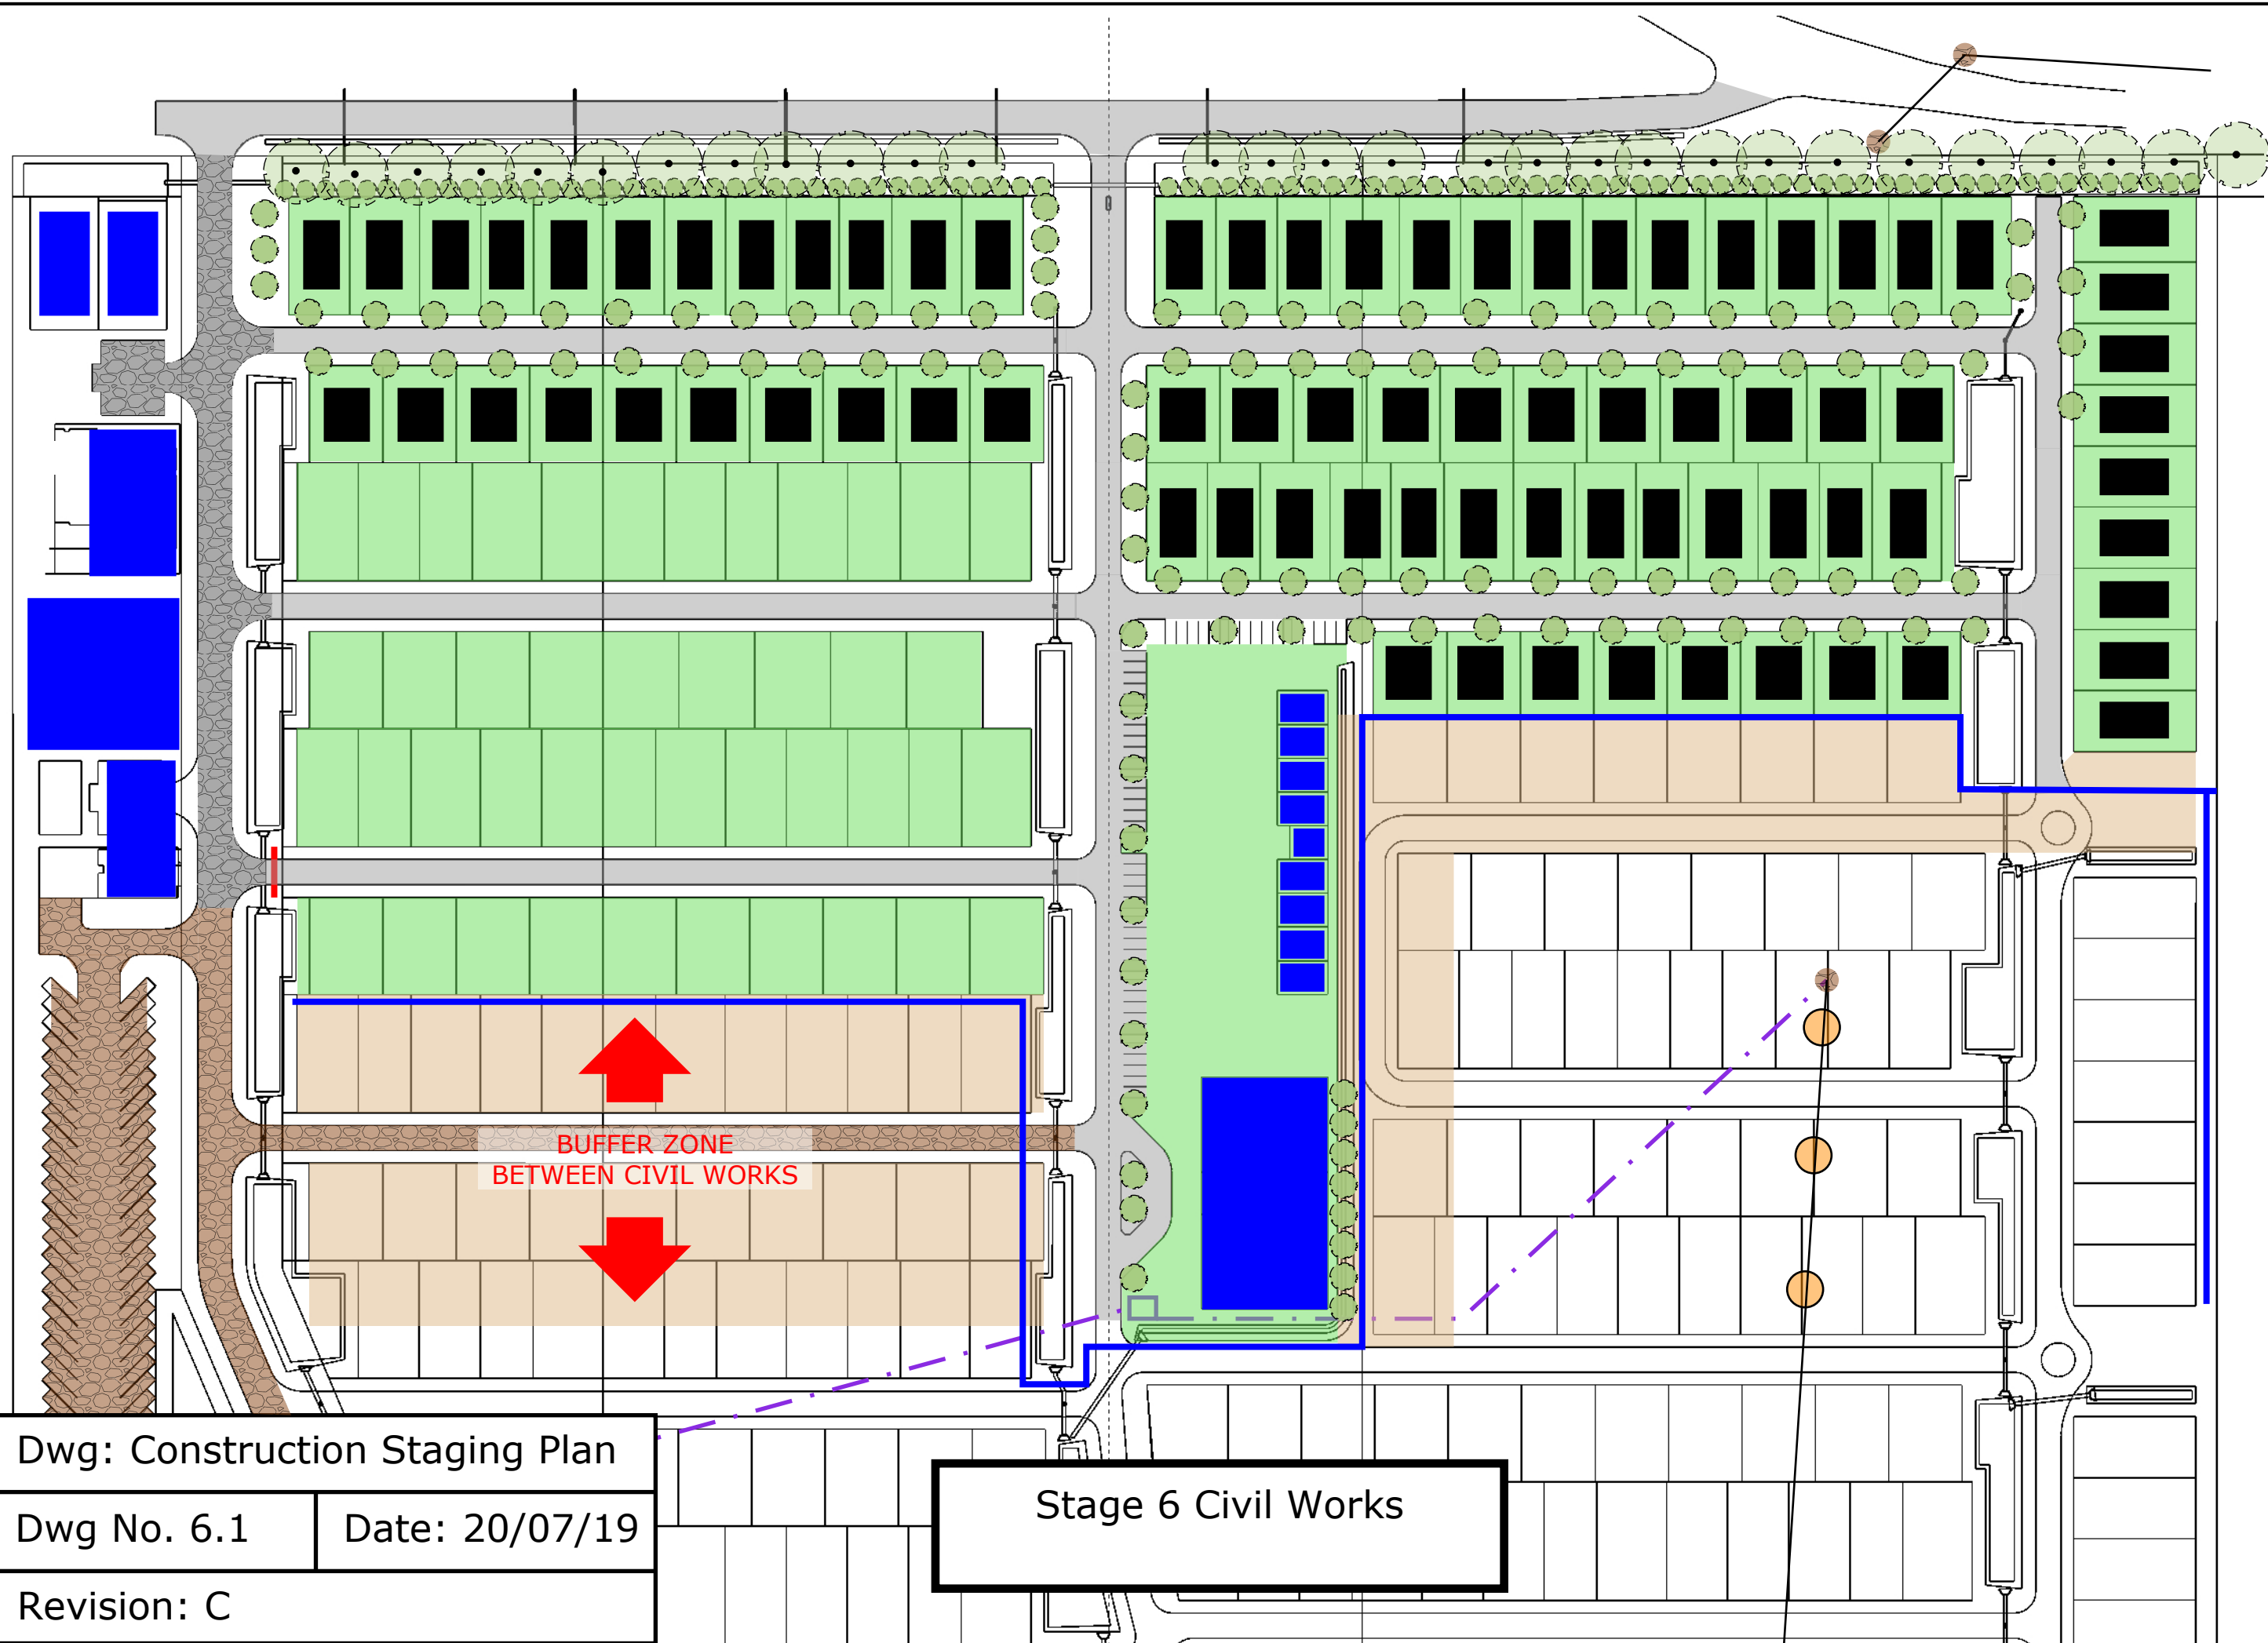 BUFFER ZONE
BETWEEN CIVIL WORKS
Dwg: Construction Staging Plan
Dwg No. 6.1
Date: 20/07/19
Revision: C
Stage 6 Civil Works